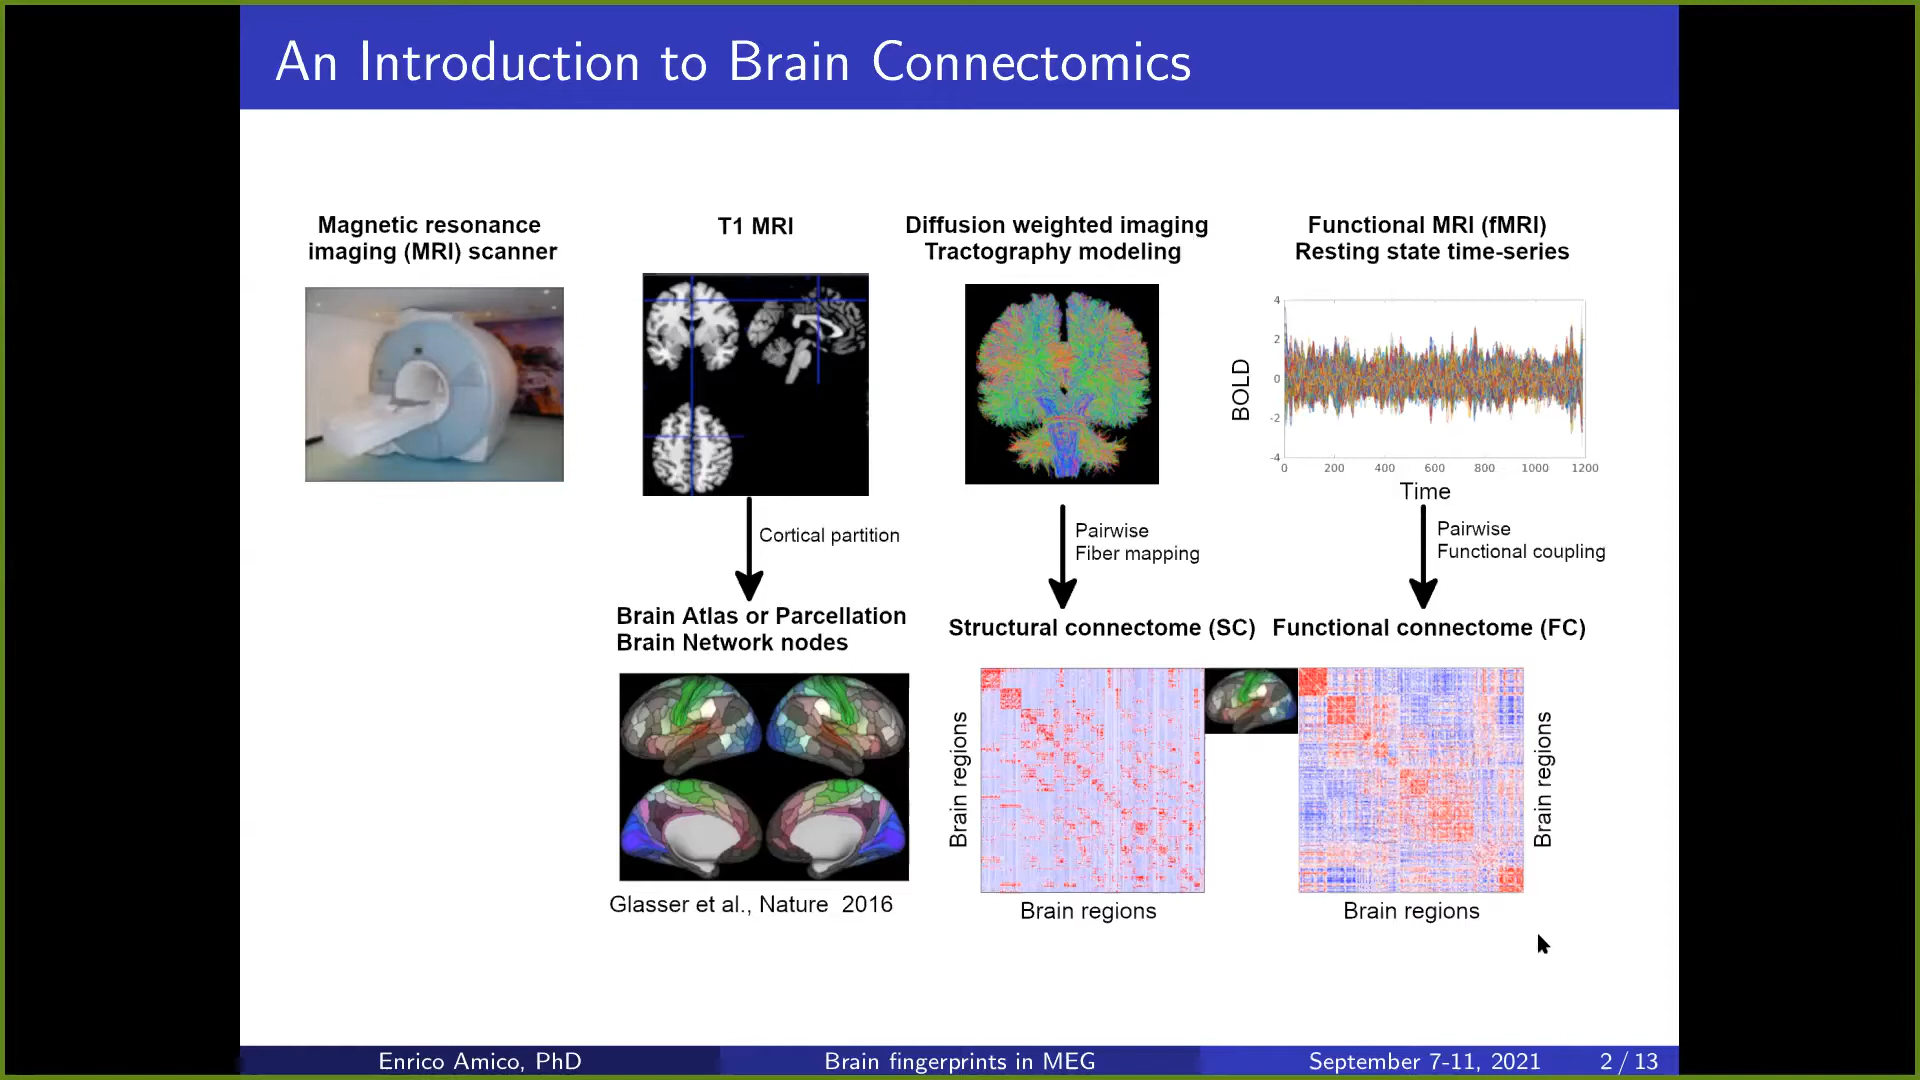 An Introduction to Brain Connectomics
Magnetic resonance
imaging (MRI) scanner
T1 MRI
Diffusion weighted imaging
Tractography modeling
Functional MRI (fMRI)
Resting state time-series
4
2
0
-2
-4
BOLD
0 200 400 600 800 1000 1200
Time
Cortical partition
Pairwise
Fiber mapping
Pairwise
Functional coupling
Brain Atlas or Parcellation
Brain Network nodes
Structural connectome (SC)
Functional connectome (FC)
Brain regions
Brain regions
Glasser et al., Nature 2016
Brain regions
Brain regions
Enrico Amico, PhD
Brain fingerprints in MEG
September 7-11, 2021
2 / 13